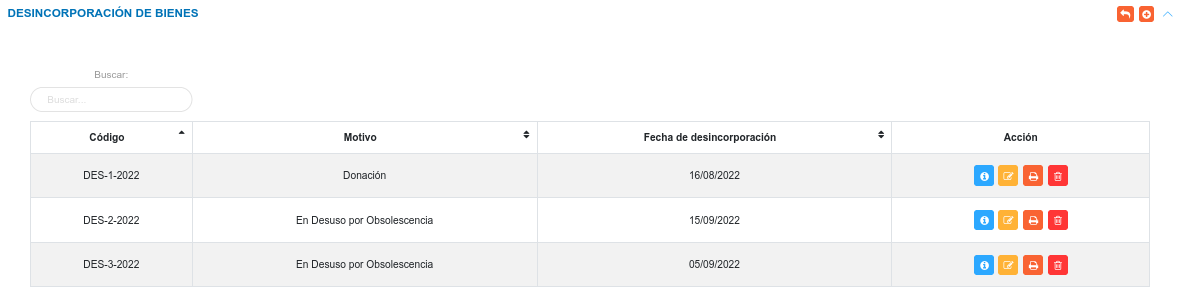 DESINCORPORACIÓN DE BIENES
Buscar:
Buscar...
Código Motivo Fecha de desincorporación Acción
DES-1-2022 Donación 16/08/2022
DES-2-2022 En Desuso por Obsolescencia 15/09/2022
DES-3-2022 En Desuso por Obsolescencia 05/09/2022